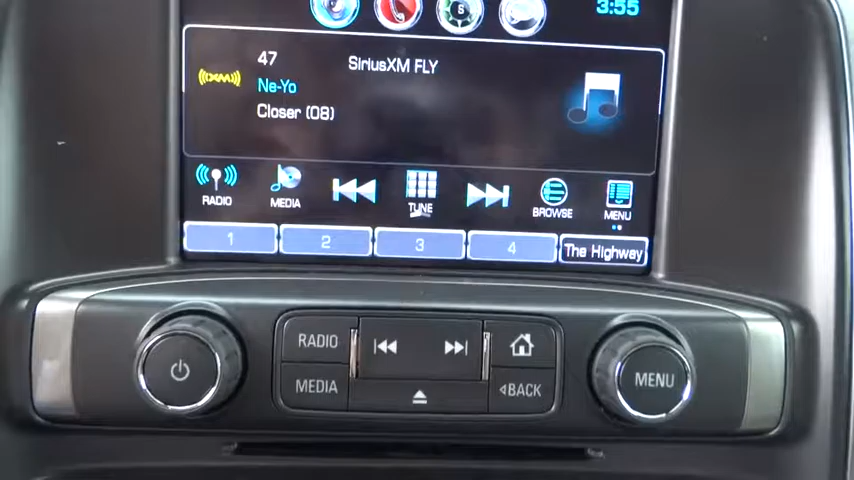 3:55
47
SiriusXM FLY
((XM))
Ne-Yo
Closer (08)
RADIO
MEDIA
TUNE
BROWSE
MENU
1
2
3
4
The Highway
RADIO
MEDIA
BACK
MENU